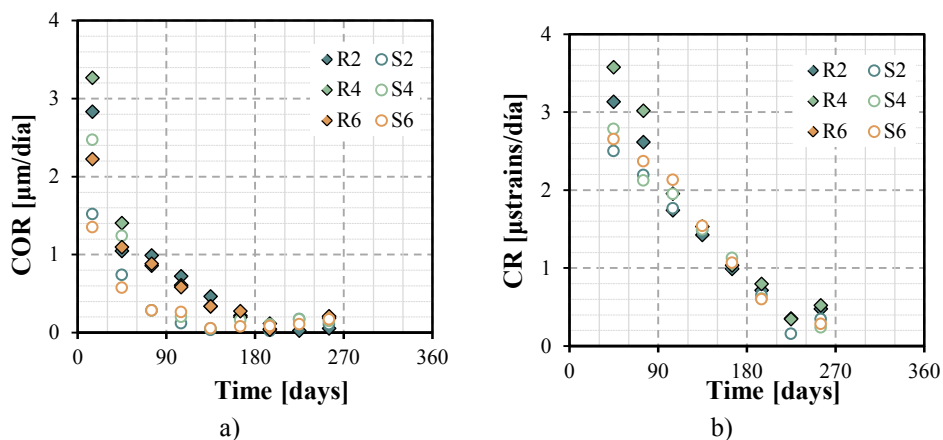 4
3
2
1
0
0 90 180 270 360
COR [µm/día]
Time [days]
R2 S2
R4 S4
R6 S6
a)
4
3
2
1
0
0 90 180 270 360
CR [µstrains/día]
Time [days]
R2 S2
R4 S4
R6 S6
b)